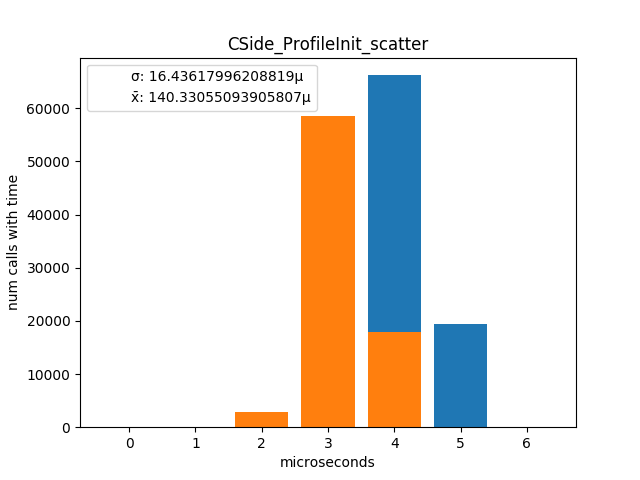 CSide_ProfileInit_scatter
σ: 16.43617996208819μ
x̄: 140.33055093905807μ
num calls with time
60000
50000
40000
30000
20000
10000
0
0 1 2 3 4 5 6
microseconds